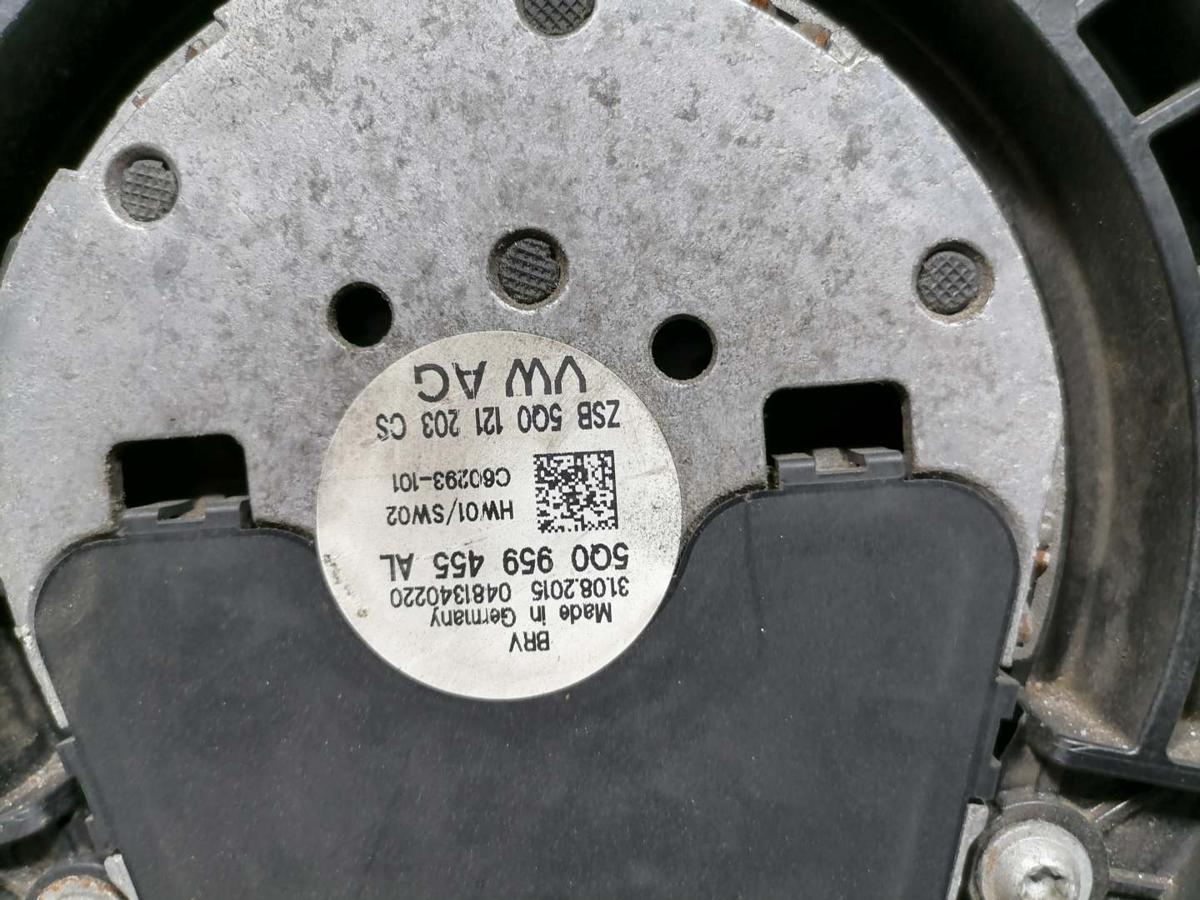 VW AG
ZSB 5Q0 121 203 CS
C60293-101
HW01/SW02
5Q0 959 455 AL
31.08.2015 0481340220
Made in Germany
BRV